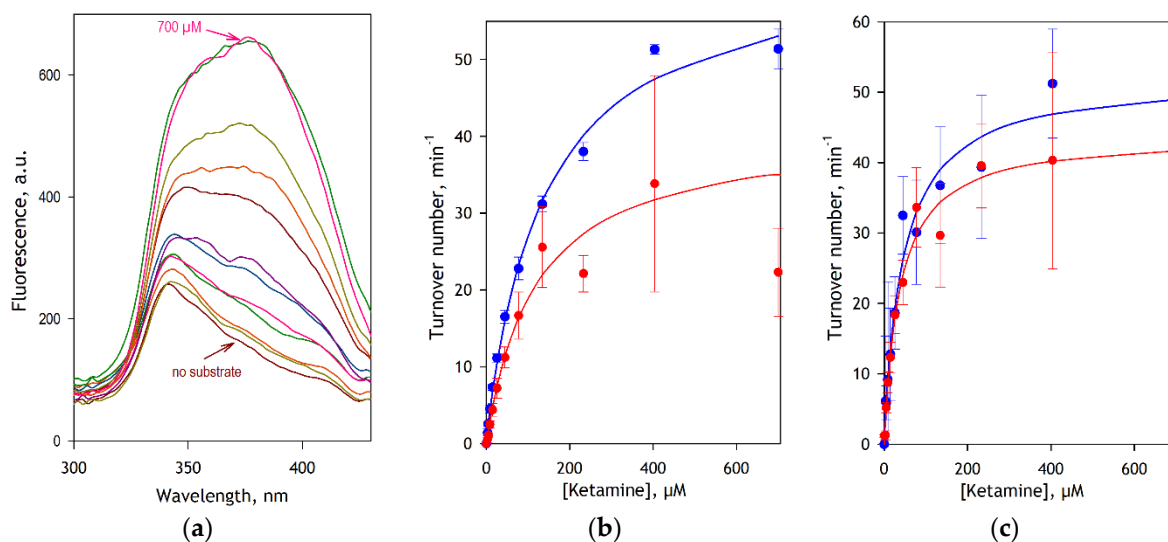 (a)
700 µM
600
400
200
0
Fluorescence, a.u.
no substrate
300
350
400
Wavelength, nm
(b)
50
40
30
20
10
0
Turnover number, min-1
0
200
400
600
[Ketamine], µM
(c)
60
50
40
30
20
10
0
Turnover number, min-1
0
200
400
600
[Ketamine], µM